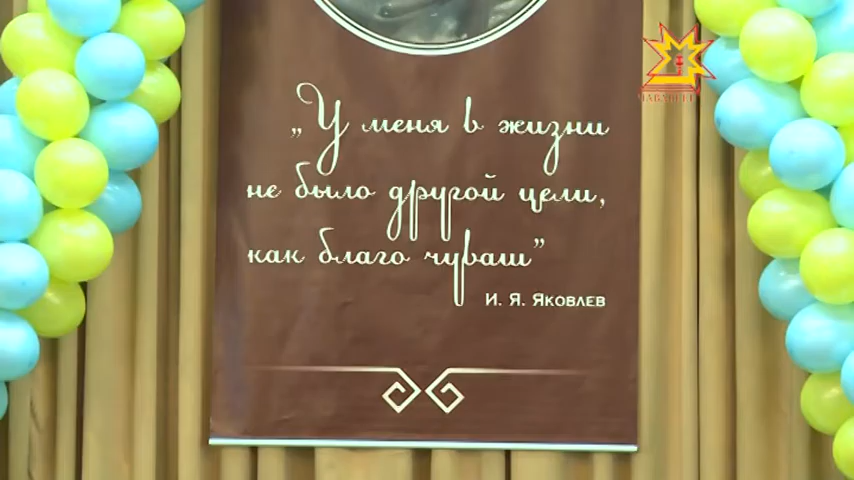 „У меня в жизни
не было другой цели,
как благо чуваш”
И. Я. Яковлев